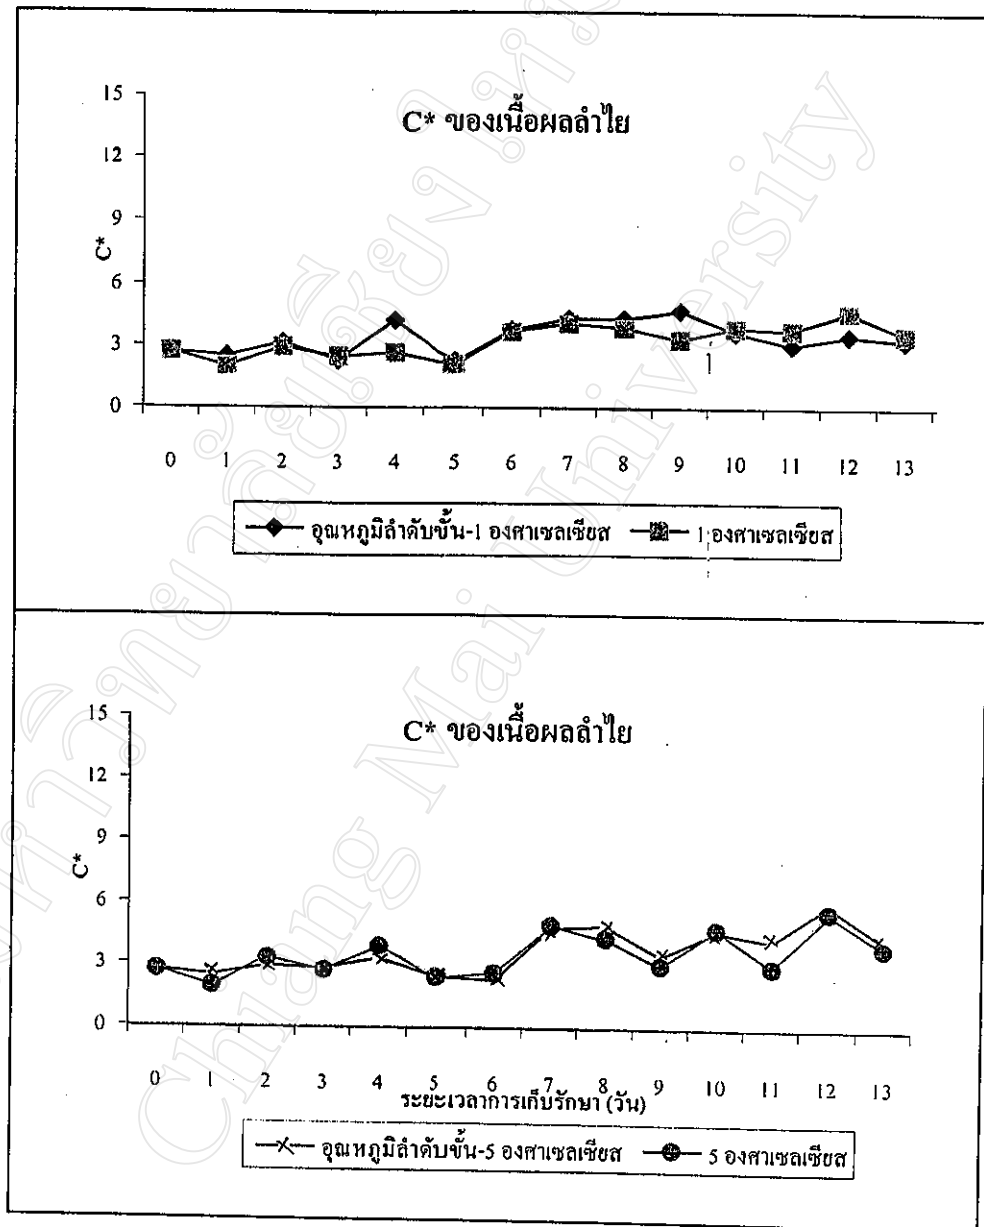 C* ของเนื้อผลลำไย
15
12
9
6
3
0
C*
0 1 2 3 4 5 6 7 8 9 10 11 12 13
อุณหภูมิลำดับขั้น-1 องศาเซลเซียส 1 องศาเซลเซียส
C* ของเนื้อผลลำไย
15
12
9
6
3
0
C*
0 1 2 3 4 5 6 7 8 9 10 11 12 13
ระยะเวลาการเก็บรักษา (วัน)
อุณหภูมิลำดับขั้น-5 องศาเซลเซียส 5 องศาเซลเซียส
Chiang Mai University